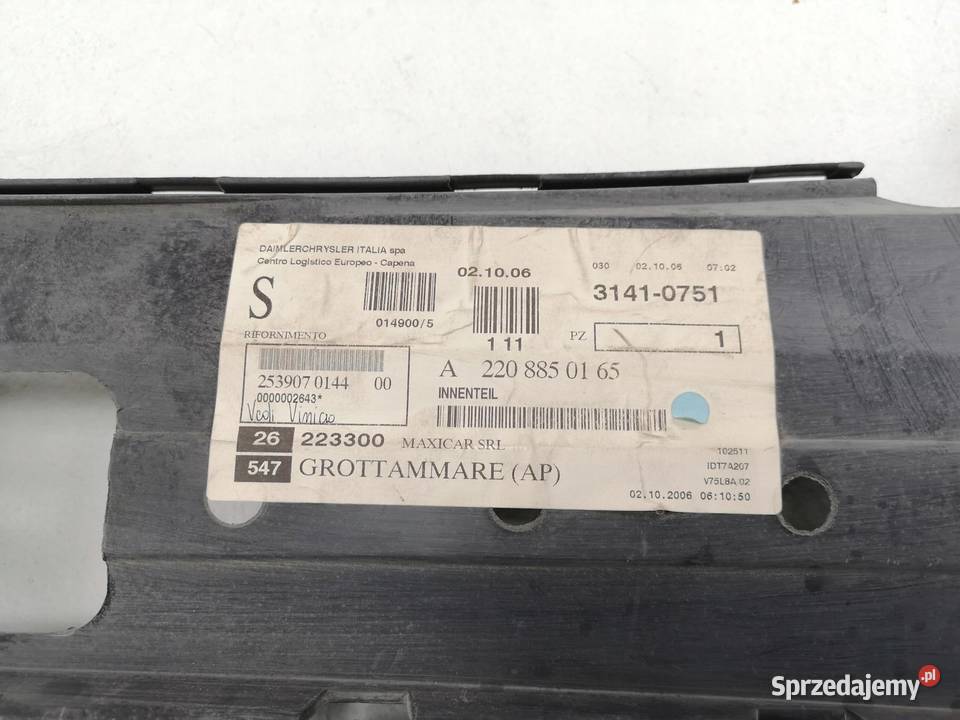 DAIMLERCHRYSLER ITALIA spa
Centro Logistico Europeo - Capena
S
02.10.06
030 02.10.06 07:02
3141-0751
014900/5
1 11
RIFORNIMENTO
PZ 1
253907 0144 00
0000002643*
Vedi Vinicio
A 220 885 01 65
INNENTEIL
26 223300 MAXICAR SRL
547 GROTTAMMARE (AP)
102511
IDT7A207
V75L8A 02
02.10.2006 06:10:50
Sprzedajemy.pl